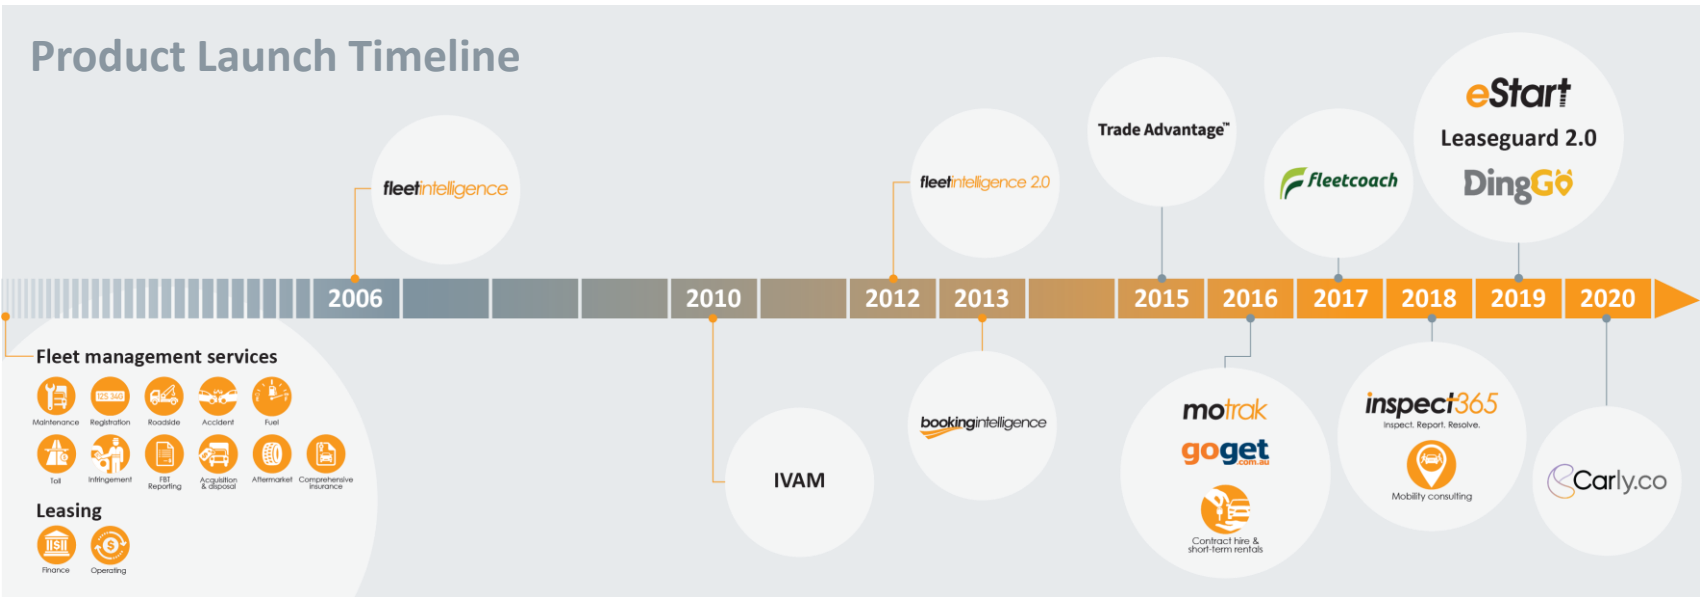 Product Launch Timeline
fleetintelligence
fleetintelligence 2.0
Trade Advantage™
fleetcoach
eStart
Leaseguard 2.0
DingGo
2006
2010
2012
2013
2015
2016
2017
2018
2019
2020
Fleet management services
Maintenance
Registration
125 34G
Roadside
Accident
Fuel
Toll
Infringement
FBT
Reporting
Acquisition
& disposal
Aftermarket
Comprehensive
Insurance
Leasing
Finance
Operating
IVAM
bookingintelligence
motrak
goget
.com.au
Contract hire &
short-term rentals
inspect365
Inspect. Report. Resolve.
Mobility consulting
Carly.co